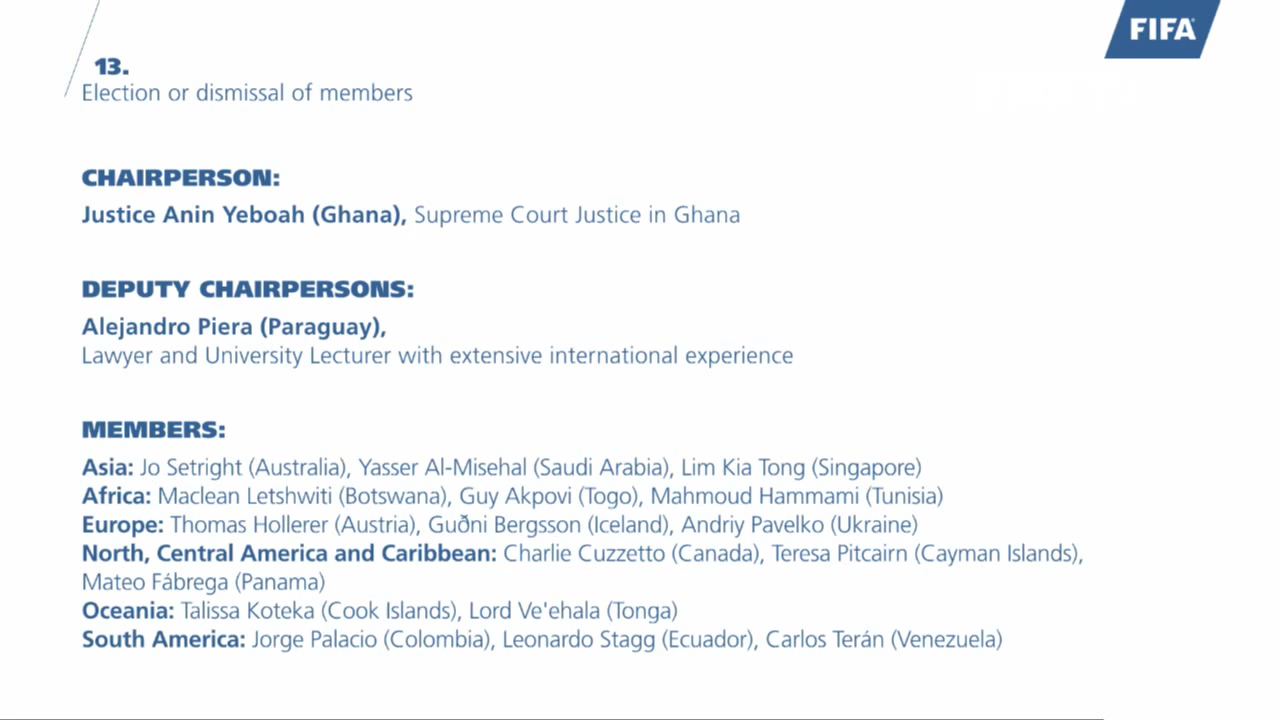 FIFA
13.
Election or dismissal of members
CHAIRPERSON:
Justice Anin Yeboah (Ghana), Supreme Court Justice in Ghana
DEPUTY CHAIRPERSONS:
Alejandro Piera (Paraguay),
Lawyer and University Lecturer with extensive international experience
MEMBERS:
Asia: Jo Setright (Australia), Yasser Al-Misehal (Saudi Arabia), Lim Kia Tong (Singapore)
Africa: Maclean Letshwiti (Botswana), Guy Akpovi (Togo), Mahmoud Hammami (Tunisia)
Europe: Thomas Hollerer (Austria), Guðni Bergsson (Iceland), Andriy Pavelko (Ukraine)
North, Central America and Caribbean: Charlie Cuzzetto (Canada), Teresa Pitcairn (Cayman Islands),
Mateo Fábrega (Panama)
Oceania: Talissa Koteka (Cook Islands), Lord Ve'ehala (Tonga)
South America: Jorge Palacio (Colombia), Leonardo Stagg (Ecuador), Carlos Terán (Venezuela)